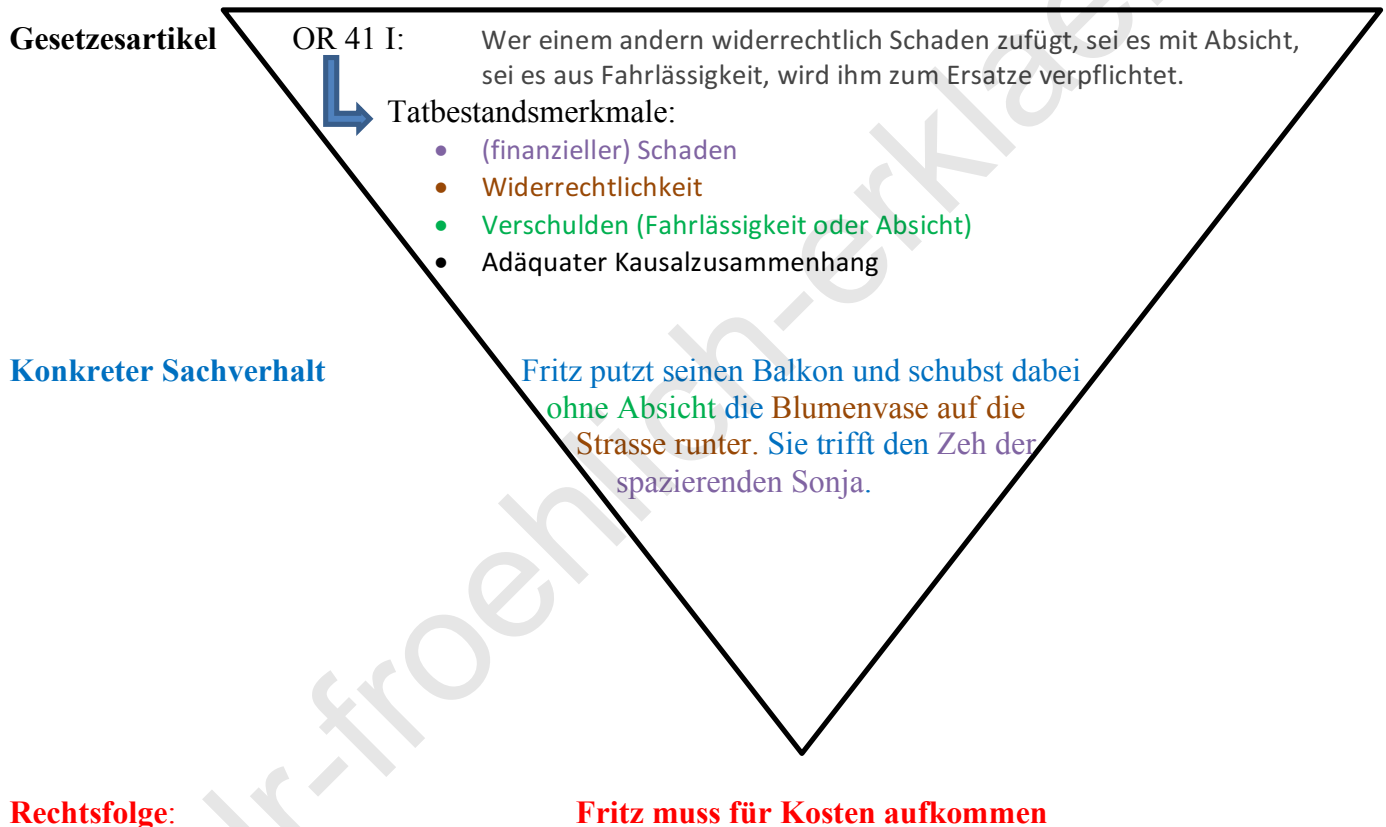 Gesetzesartikel OR 41 I: Wer einem andern widerrechtlich Schaden zufügt, sei es mit Absicht,
sei es aus Fahrlässigkeit, wird ihm zum Ersatze verpflichtet.
Tatbestandsmerkmale:
• (finanzieller) Schaden
• Widerrechtlichkeit
• Verschulden (Fahrlässigkeit oder Absicht)
• Adäquater Kausalzusammenhang
Konkreter Sachverhalt Fritz putzt seinen Balkon und schubst dabei
ohne Absicht die Blumenvase auf die
Strasse runter. Sie trifft den Zeh der
spazierenden Sonja.
Rechtsfolge: Fritz muss für Kosten aufkommen
lr-froehlich-erklae